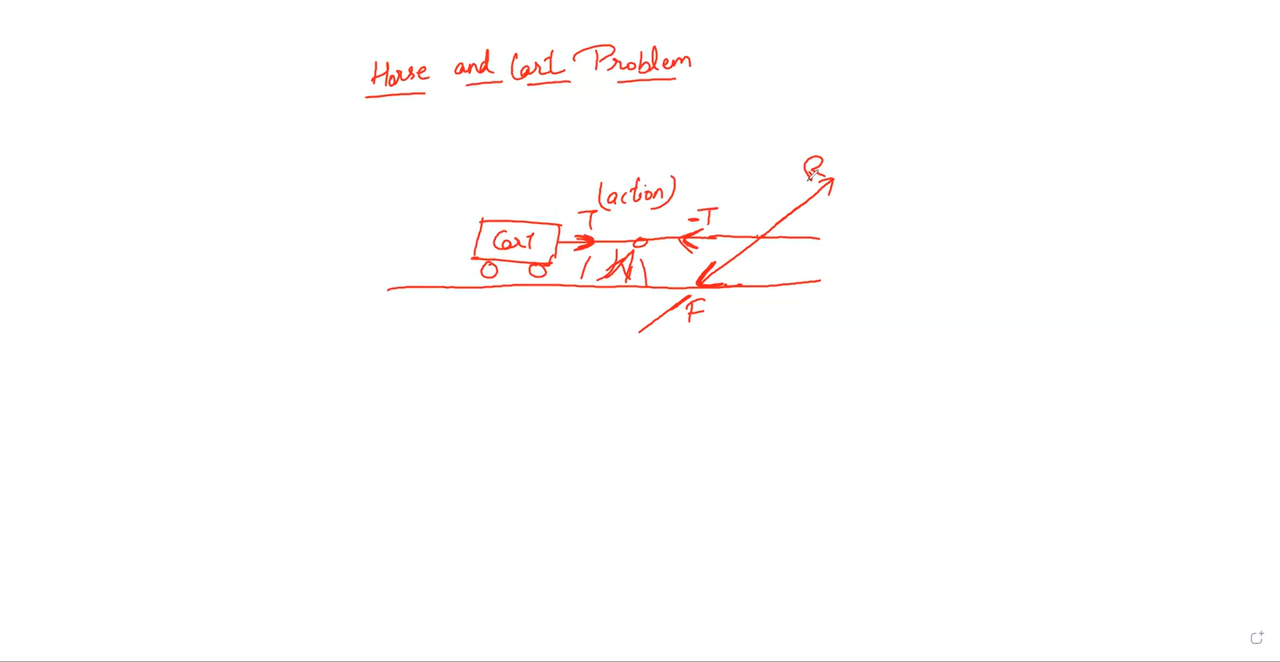 Horse and Cart Problem
R
(action)
T -T
Cart
F